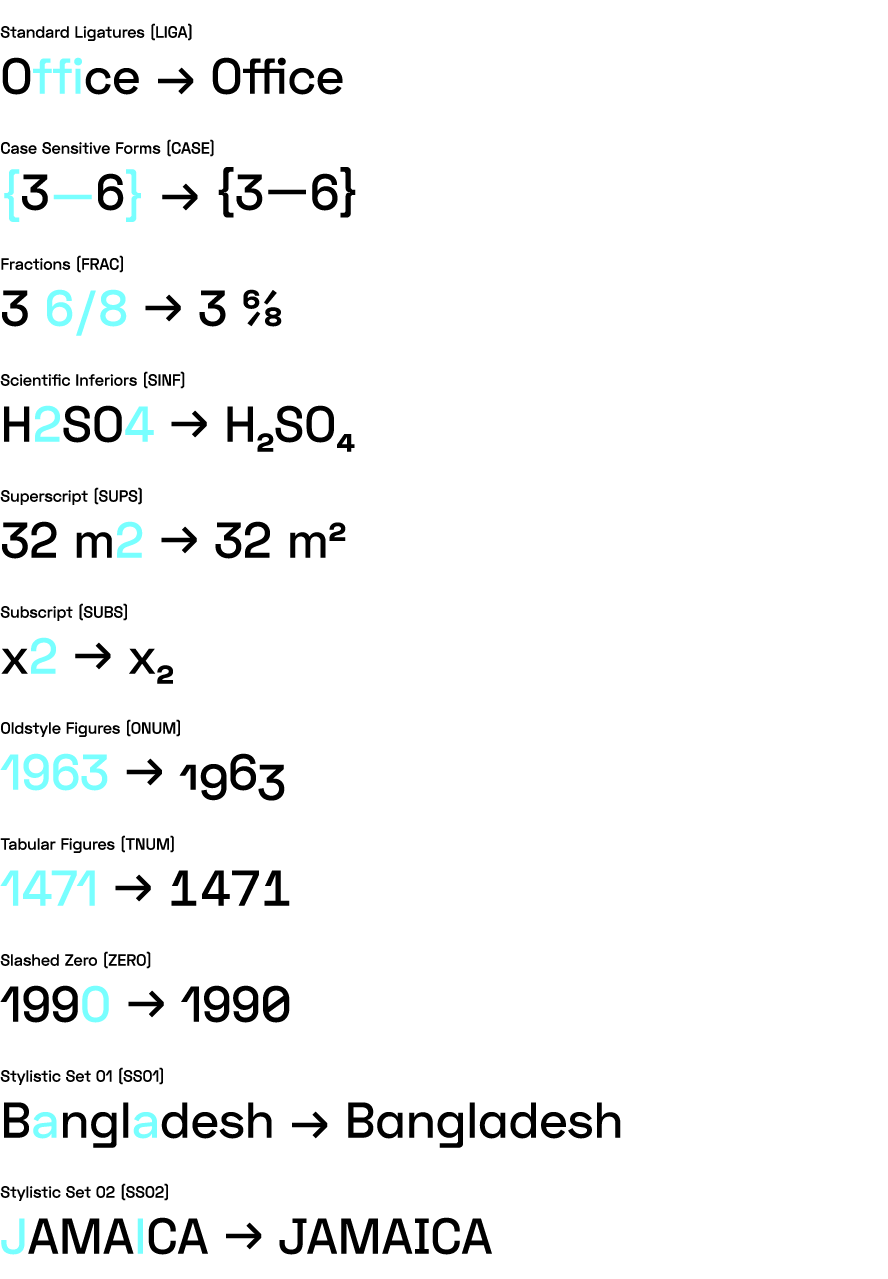 Standard Ligatures (LIGA)
Office → Office
Case Sensitive Forms (CASE)
{3—6} → {3—6}
Fractions (FRAC)
3 6/8 → 3 6⁄8
Scientific Inferiors (SINF)
H2SO4 → H₂SO₄
Superscript (SUPS)
32 m2 → 32 m²
Subscript (SUBS)
x2 → x₂
Oldstyle Figures (ONUM)
1963 → 1963
Tabular Figures (TNUM)
1471 → 1471
Slashed Zero (ZERO)
1990 → 1990
Stylistic Set 01 (SS01)
Bangladesh → Bangladesh
Stylistic Set 02 (SS02)
JAMAICA → JAMAICA